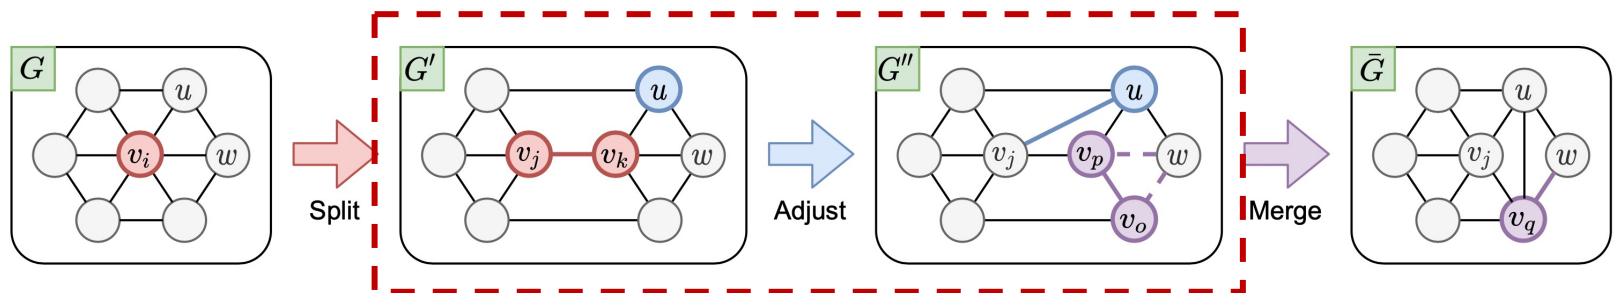 G
u
v_i
w
Split
G′
u
v_j
v_k
w
Adjust
G″
u
v_j
v_p
w
v_o
Merge
Ḡ
u
v_j
w
v_q